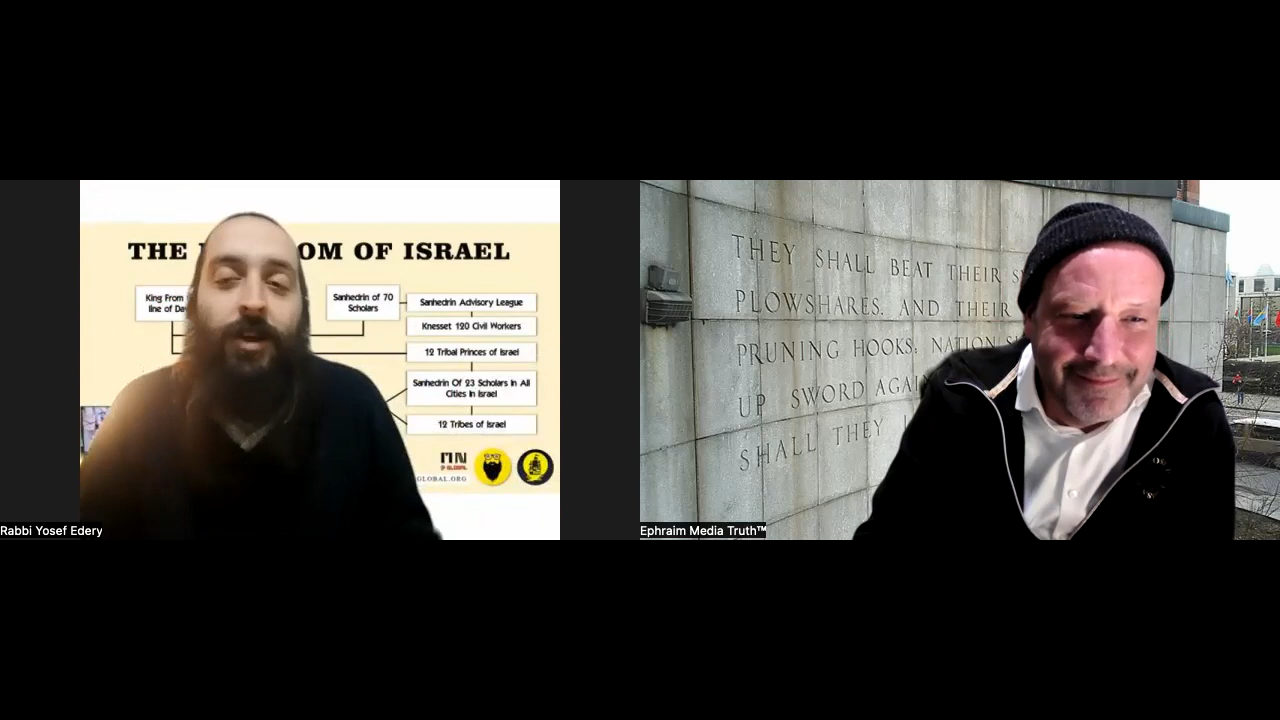 THE OM OF ISRAEL
King From
line of Da
Sanhedrin of 70
Scholars
Sanhedrin Advisory League
Knesset 120 Civil Workers
12 Tribal Princes of Israel
Sanhedrin Of 23 Scholars In All
Cities In Israel
12 Tribes of Israel
GLOBAL
GLOBAL.ORG
Rabbi Yosef Edery
THEY SHALL BEAT THEIR
PLOWSHARES. AND THEIR
PRUNING HOOKS: NATION
UP SWORD AGAI
SHALL THEY
Ephraim Media Truth™